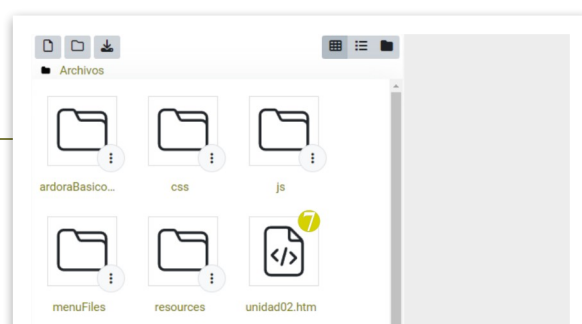 Archivos
ardoraBasico... css js
7
menuFiles resources unidad02.htm